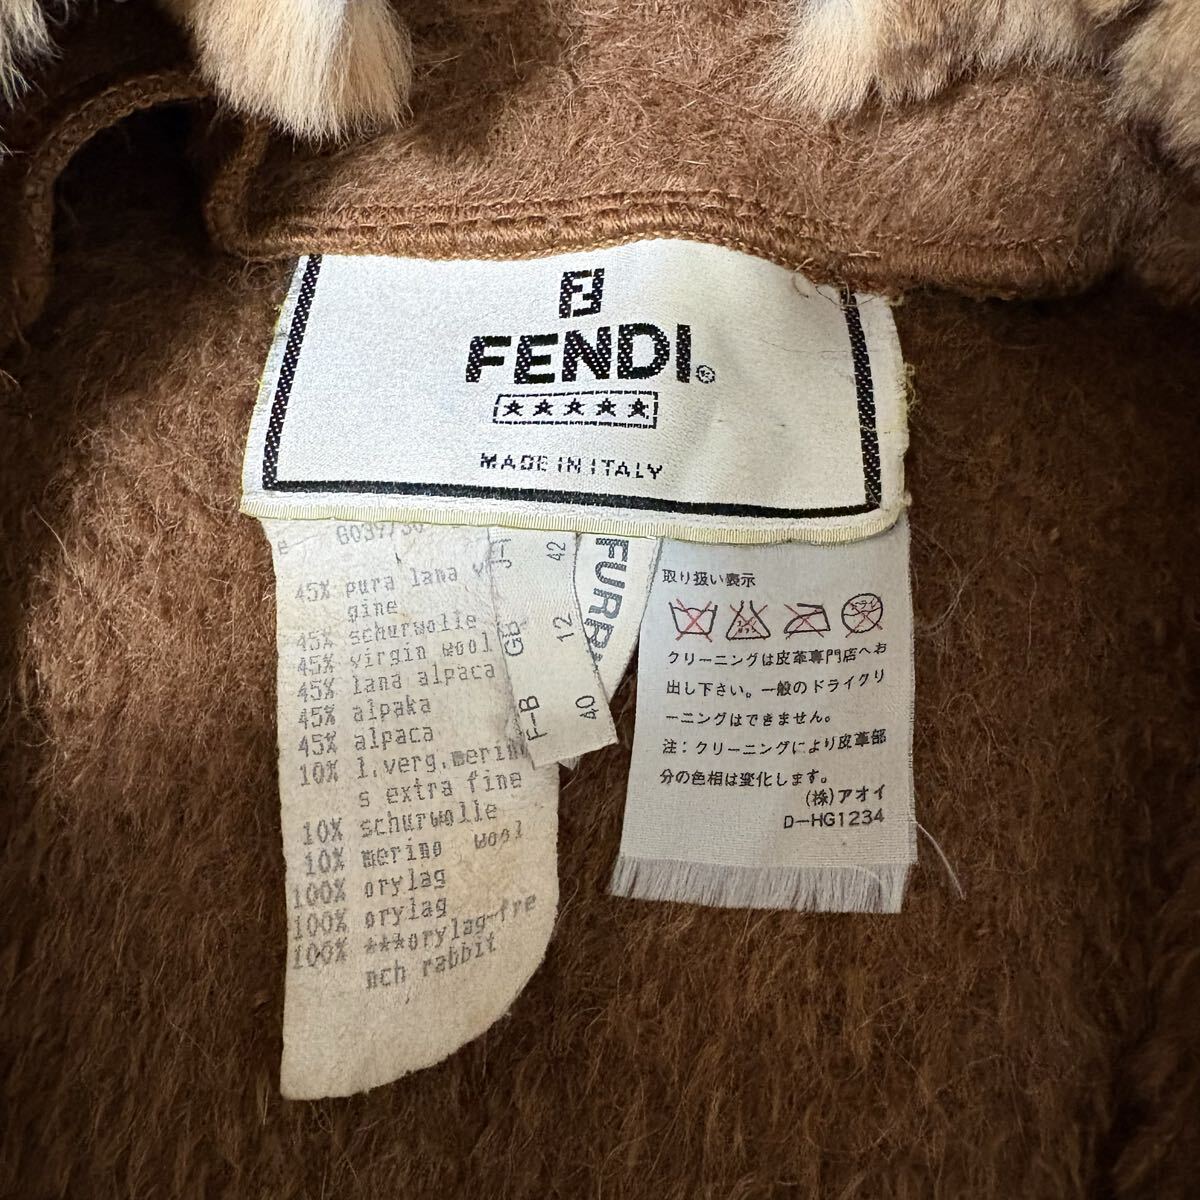 FENDI®
MADE IN ITALY
45% pura lana v
gine
45% schurwolle
45% virgin wool
45% lana alpaca
45% alpaka
45% alpaca
10% l.verg.merin
s extra fine
10% schurwolle
10% merino wool
100% orylag
100% orylag
100% ***orylag-fre
nch rabbit
42
GB 12
F-B 40
FURRY
取り扱い表示
クリーニングは皮革専門店へお
出し下さい。一般のドライクリ
ーニングはできません。
注:クリーニングにより皮革部
分の色相は変化します。
(株)アオイ
D-HG1234